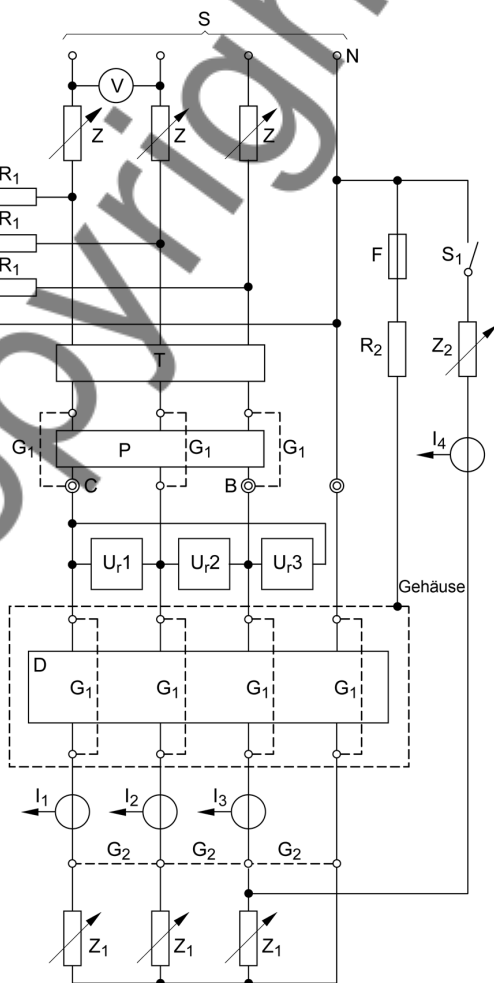 S
N
V
Z
Z
Z
R₁
R₁
R₁
F
S₁
T
R₂
Z₂
G₁
P
G₁
G₁
I₄
C
B
Uᵣ1
Uᵣ2
Uᵣ3
Gehäuse
D
G₁
G₁
G₁
G₁
I₁
I₂
I₃
G₂
G₂
G₂
Z₁
Z₁
Z₁